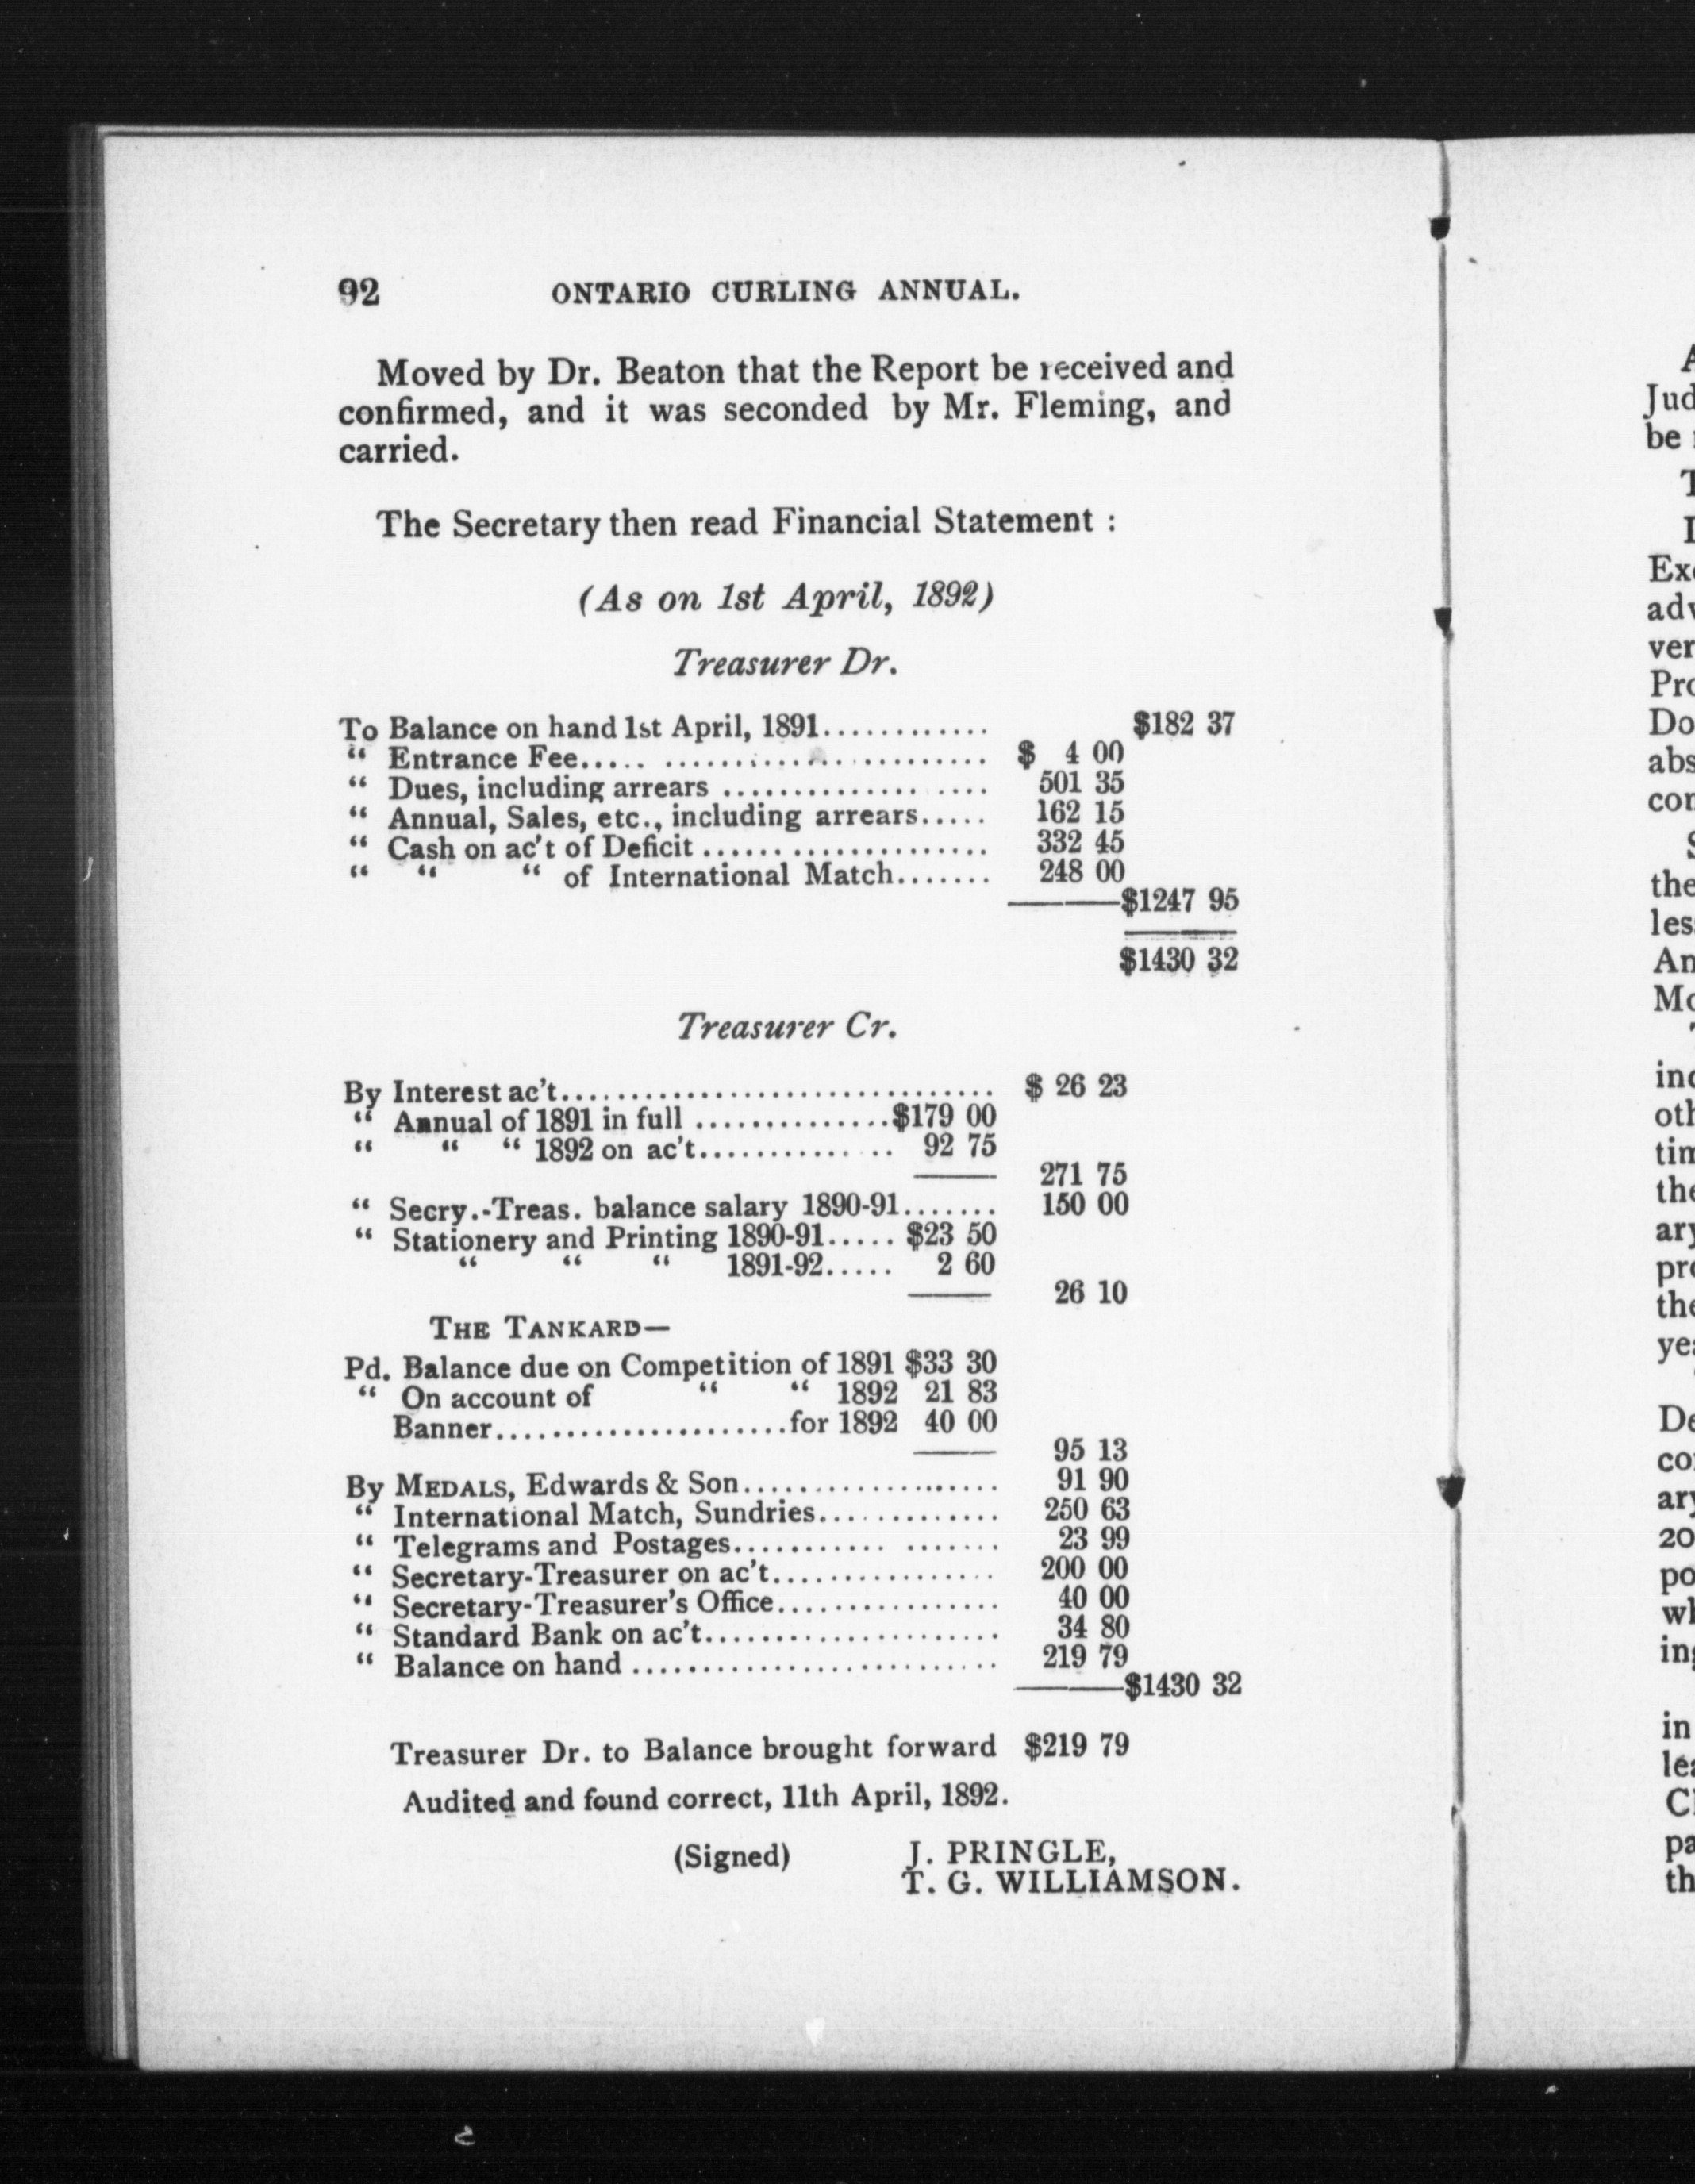 92 ONTARIO CURLING ANNUAL.
Moved by Dr. Beaton that the Report be received and
confirmed, and it was seconded by Mr. Fleming, and
carried.
The Secretary then read Financial Statement :
(As on 1st April, 1892)
Treasurer Dr.
To Balance on hand 1st April, 1891............ $182 37
“ Entrance Fee..... ....................... $ 4 00
“ Dues, including arrears .................. 501 35
“ Annual, Sales, etc., including arrears..... 162 15
“ Cash on ac't of Deficit .................... 332 45
“ “ “ of International Match....... 248 00
$1247 95
$1430 32
Treasurer Cr.
By Interest ac't............................... $ 26 23
“ Annual of 1891 in full ..............$179 00
“ “ “ 1892 on ac't.............. 92 75
271 75
“ Secry.-Treas. balance salary 1890-91....... 150 00
“ Stationery and Printing 1890-91..... $23 50
“ “ “ 1891-92..... 2 60
26 10
THE TANKARD—
Pd. Balance due on Competition of 1891 $33 30
“ On account of “ “ 1892 21 83
Banner.....................for 1892 40 00
95 13
By MEDALS, Edwards & Son.................... 91 90
“ International Match, Sundries............. 250 63
“ Telegrams and Postages........... ....... 23 99
“ Secretary-Treasurer on ac't................ 200 00
“ Secretary-Treasurer's Office................ 40 00
“ Standard Bank on ac't..................... 34 80
“ Balance on hand .......................... 219 79
$1430 32
Treasurer Dr. to Balance brought forward $219 79
Audited and found correct, 11th April, 1892.
(Signed) J. PRINGLE,
T. G. WILLIAMSON.